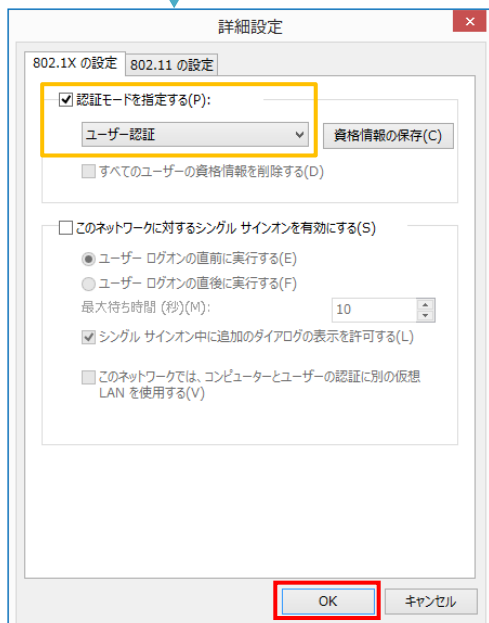 詳細設定
802.1X の設定 802.11 の設定
認証モードを指定する(P):
ユーザー認証 資格情報の保存(C)
すべてのユーザーの資格情報を削除する(D)
このネットワークに対するシングル サインオンを有効にする(S)
ユーザー ログオンの直前に実行する(E)
ユーザー ログオンの直後に実行する(F)
最大待ち時間 (秒)(M): 10
シングル サインオン中に追加のダイアログの表示を許可する(L)
このネットワークでは、コンピューターとユーザーの認証に別の仮想
LAN を使用する(V)
OK キャンセル